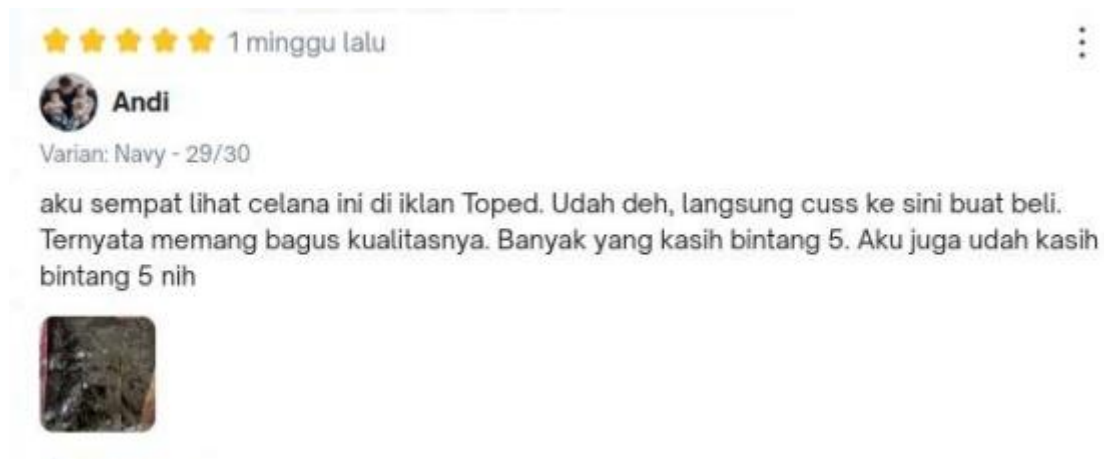 1 minggu lalu
Andi
Varian: Navy - 29/30
aku sempat lihat celana ini di iklan Toped. Udah deh, langsung cuss ke sini buat beli.
Ternyata memang bagus kualitasnya. Banyak yang kasih bintang 5. Aku juga udah kasih
bintang 5 nih